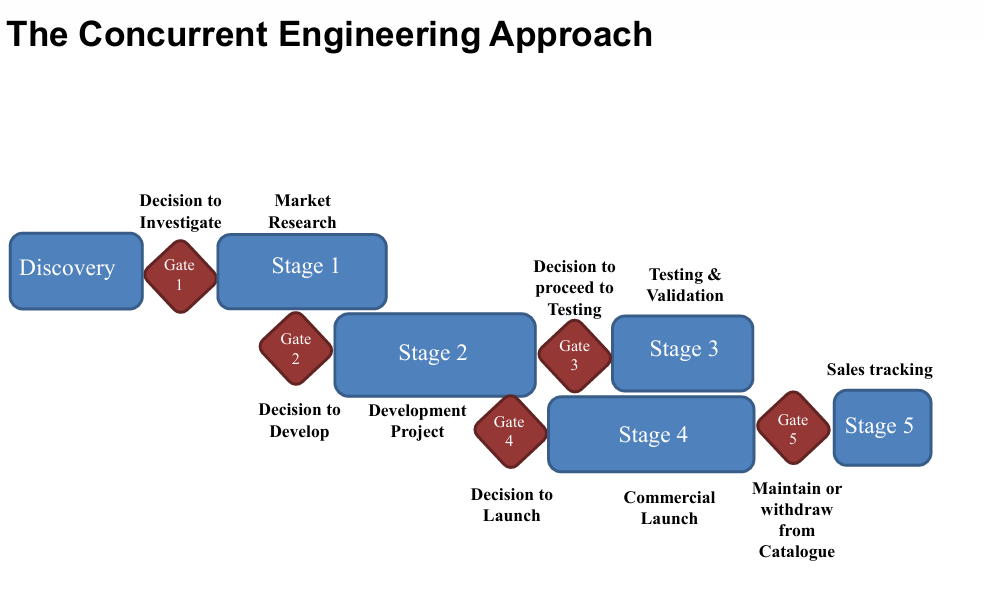 The Concurrent Engineering Approach
Decision to
Investigate
Market
Research
Discovery
Gate
1
Stage 1
Decision to
proceed to
Testing
Testing &
Validation
Gate
2
Stage 2
Gate
3
Stage 3
Sales tracking
Decision to
Develop
Development
Project
Gate
4
Stage 4
Gate
5
Stage 5
Decision to
Launch
Commercial
Launch
Maintain or
withdraw
from
Catalogue